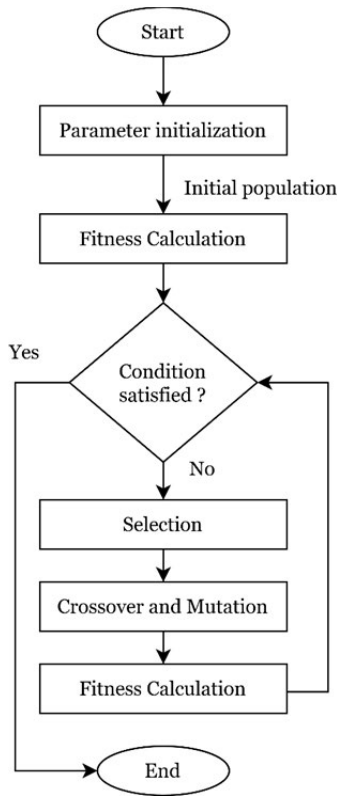 Start
Parameter initialization
Initial population
Fitness Calculation
Yes
Condition
satisfied ?
No
Selection
Crossover and Mutation
Fitness Calculation
End